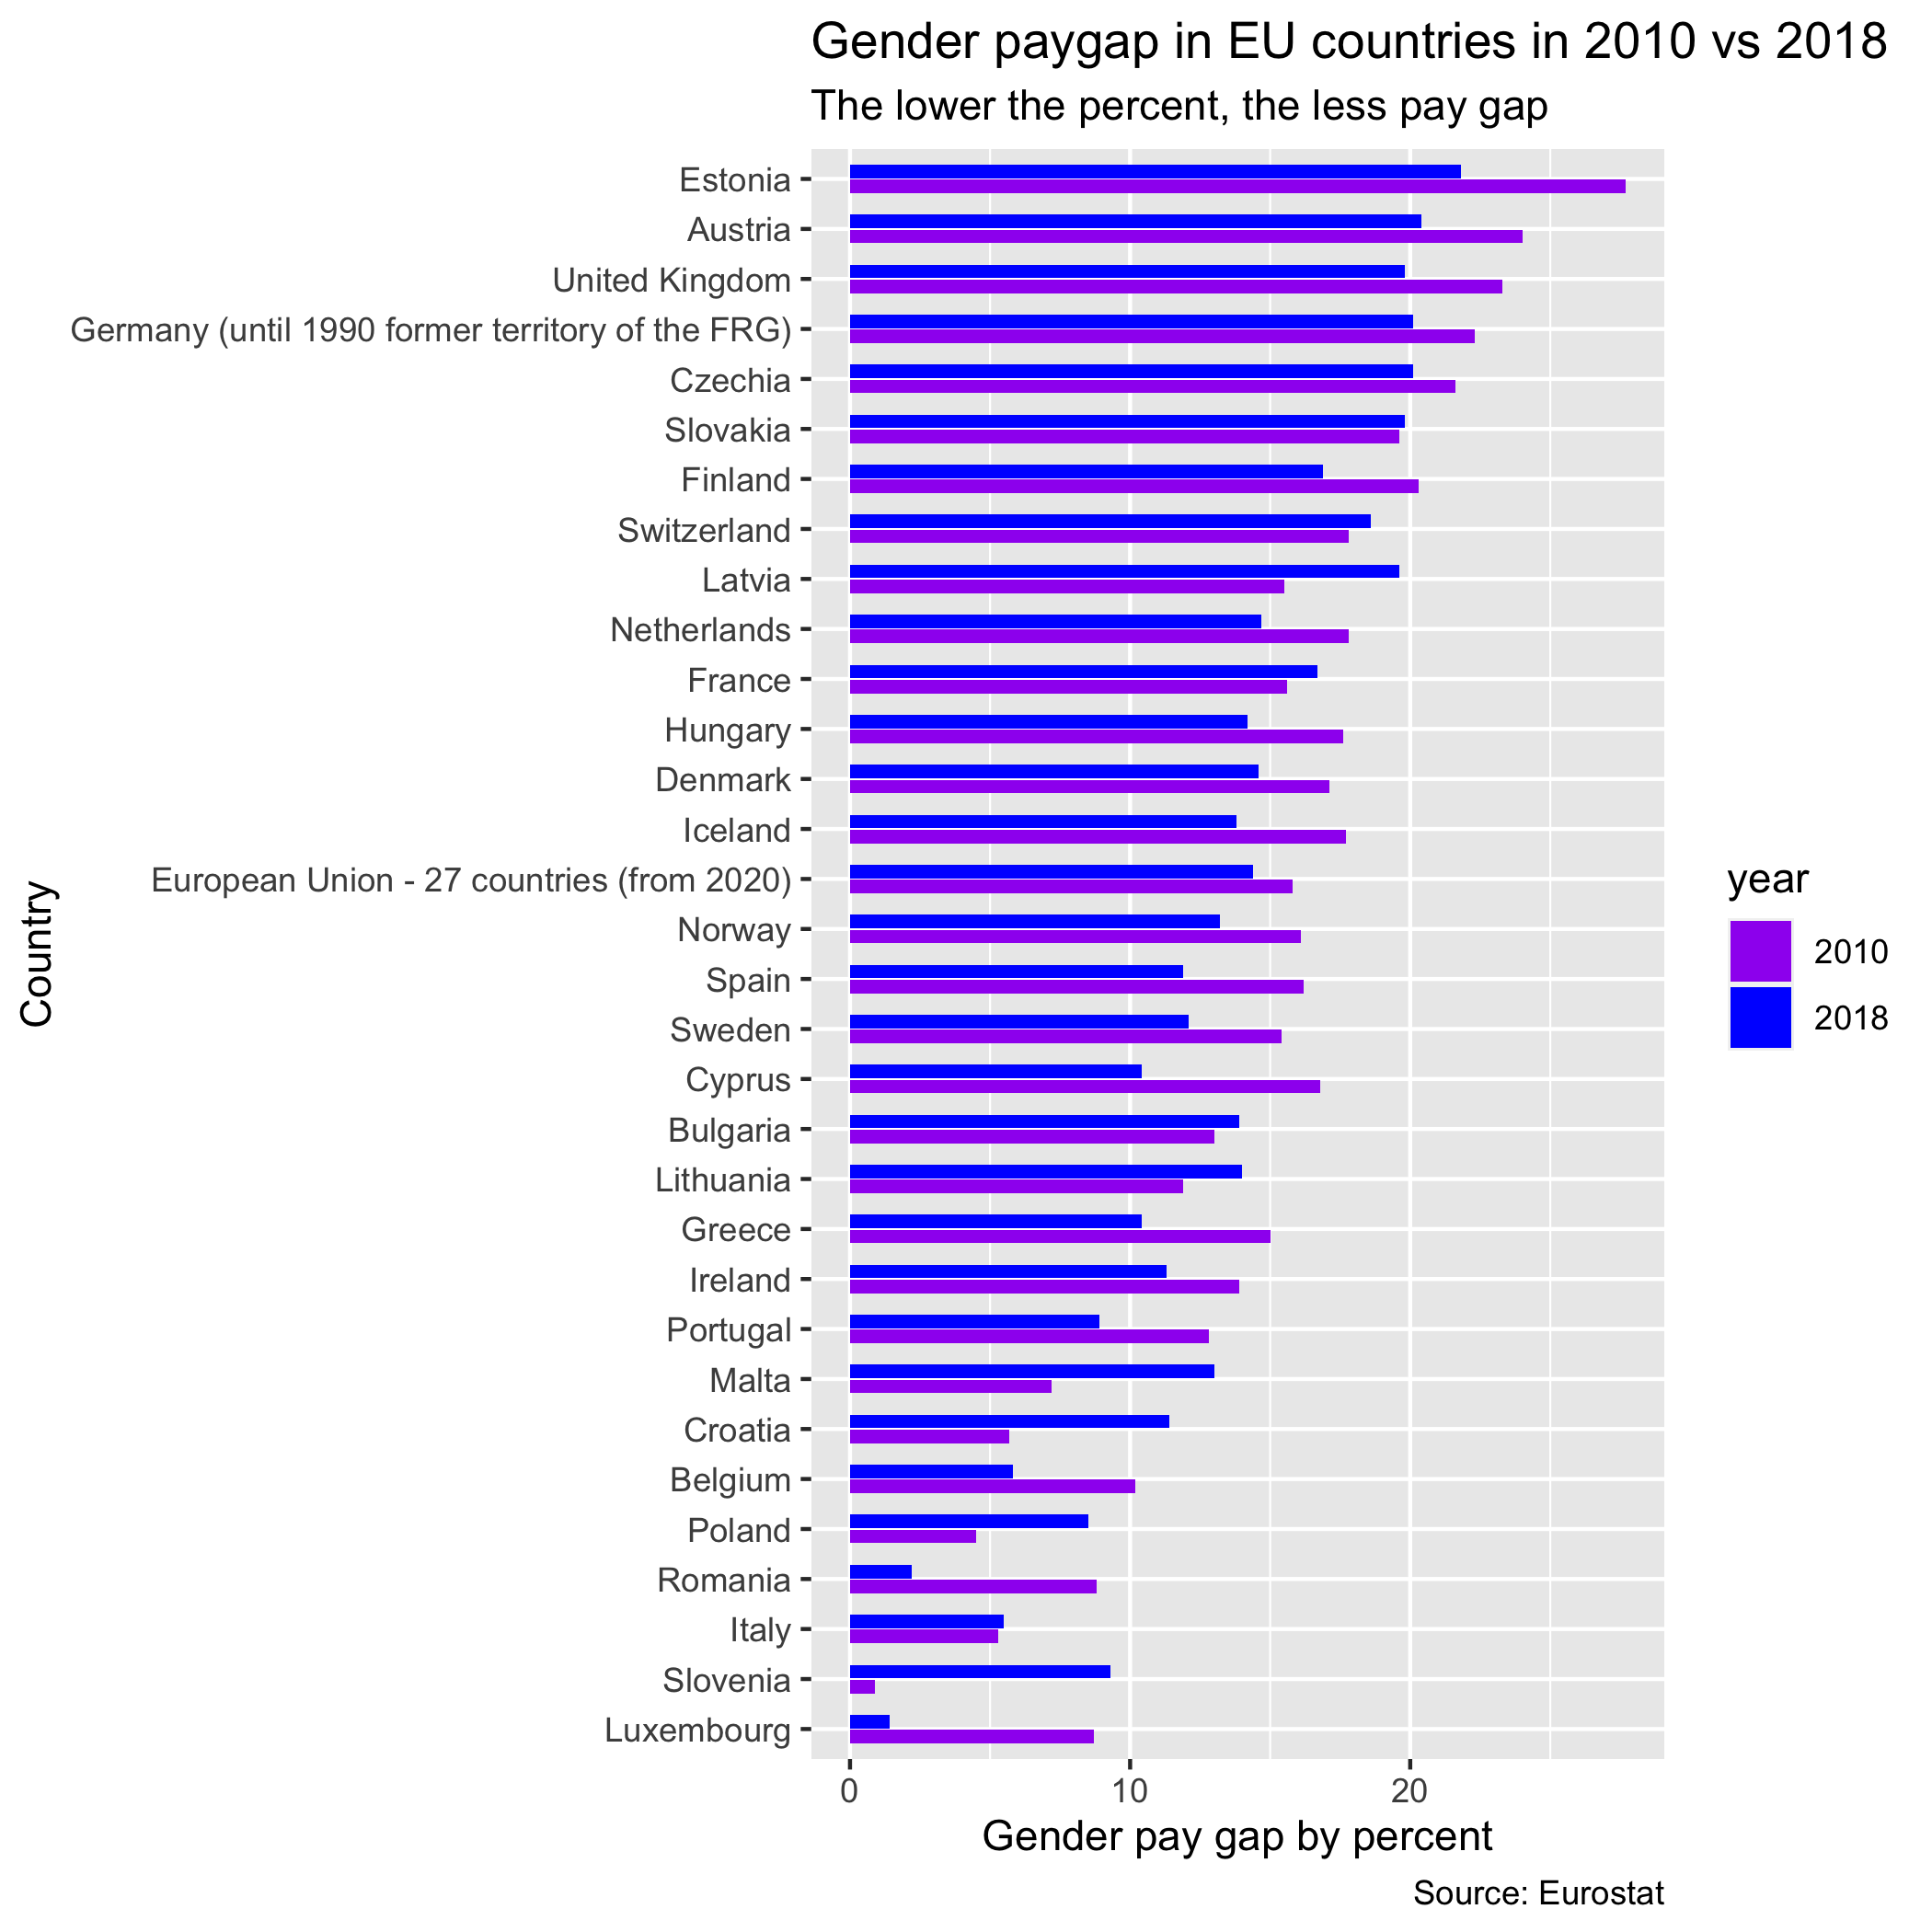 Gender paygap in EU countries in 2010 vs 2018
The lower the percent, the less pay gap
Country
Estonia
Austria
United Kingdom
Germany (until 1990 former territory of the FRG)
Czechia
Slovakia
Finland
Switzerland
Latvia
Netherlands
France
Hungary
Denmark
Iceland
European Union - 27 countries (from 2020)
Norway
Spain
Sweden
Cyprus
Bulgaria
Lithuania
Greece
Ireland
Portugal
Malta
Croatia
Belgium
Poland
Romania
Italy
Slovenia
Luxembourg
0 10 20
Gender pay gap by percent
year
2010
2018
Source: Eurostat